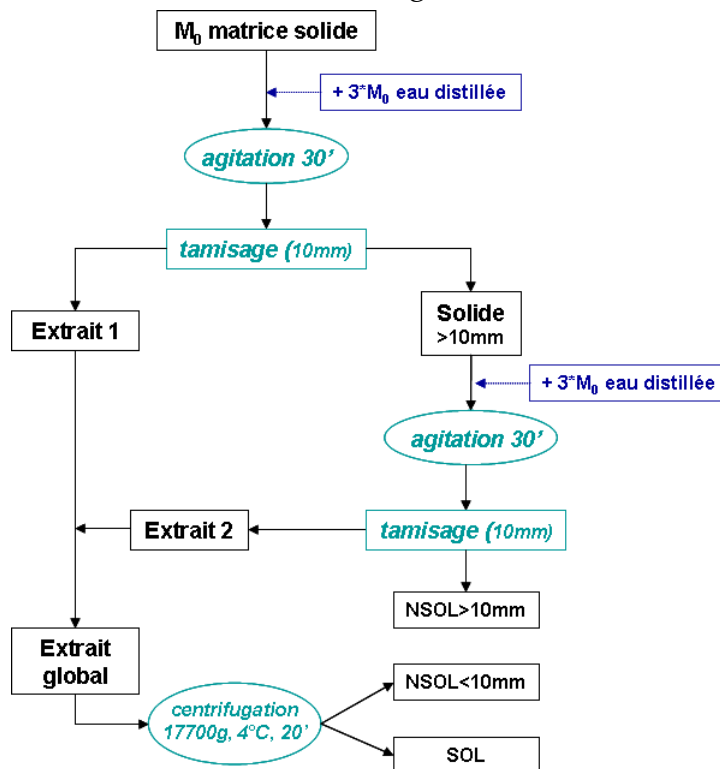 M₀ matrice solide
+ 3*M₀ eau distillée
agitation 30'
tamisage (10mm)
Extrait 1
Solide
>10mm
+ 3*M₀ eau distillée
agitation 30'
Extrait 2
tamisage (10mm)
NSOL>10mm
Extrait
global
NSOL<10mm
centrifugation
17700g, 4°C, 20'
SOL